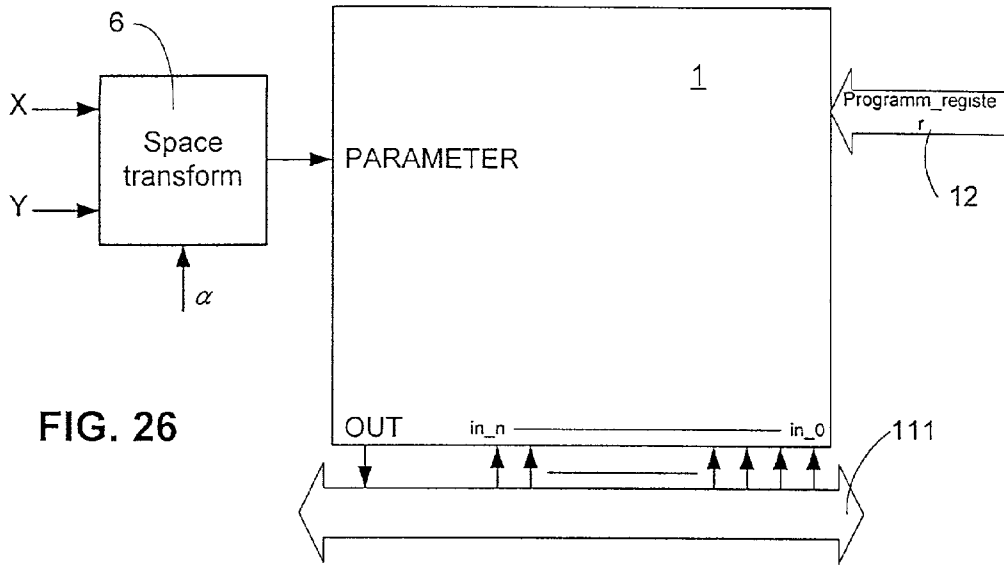 6
1
X
Programm_registe
r
Space
transform
PARAMETER
Y
12
α
FIG. 26
OUT
in_n
in_0
111